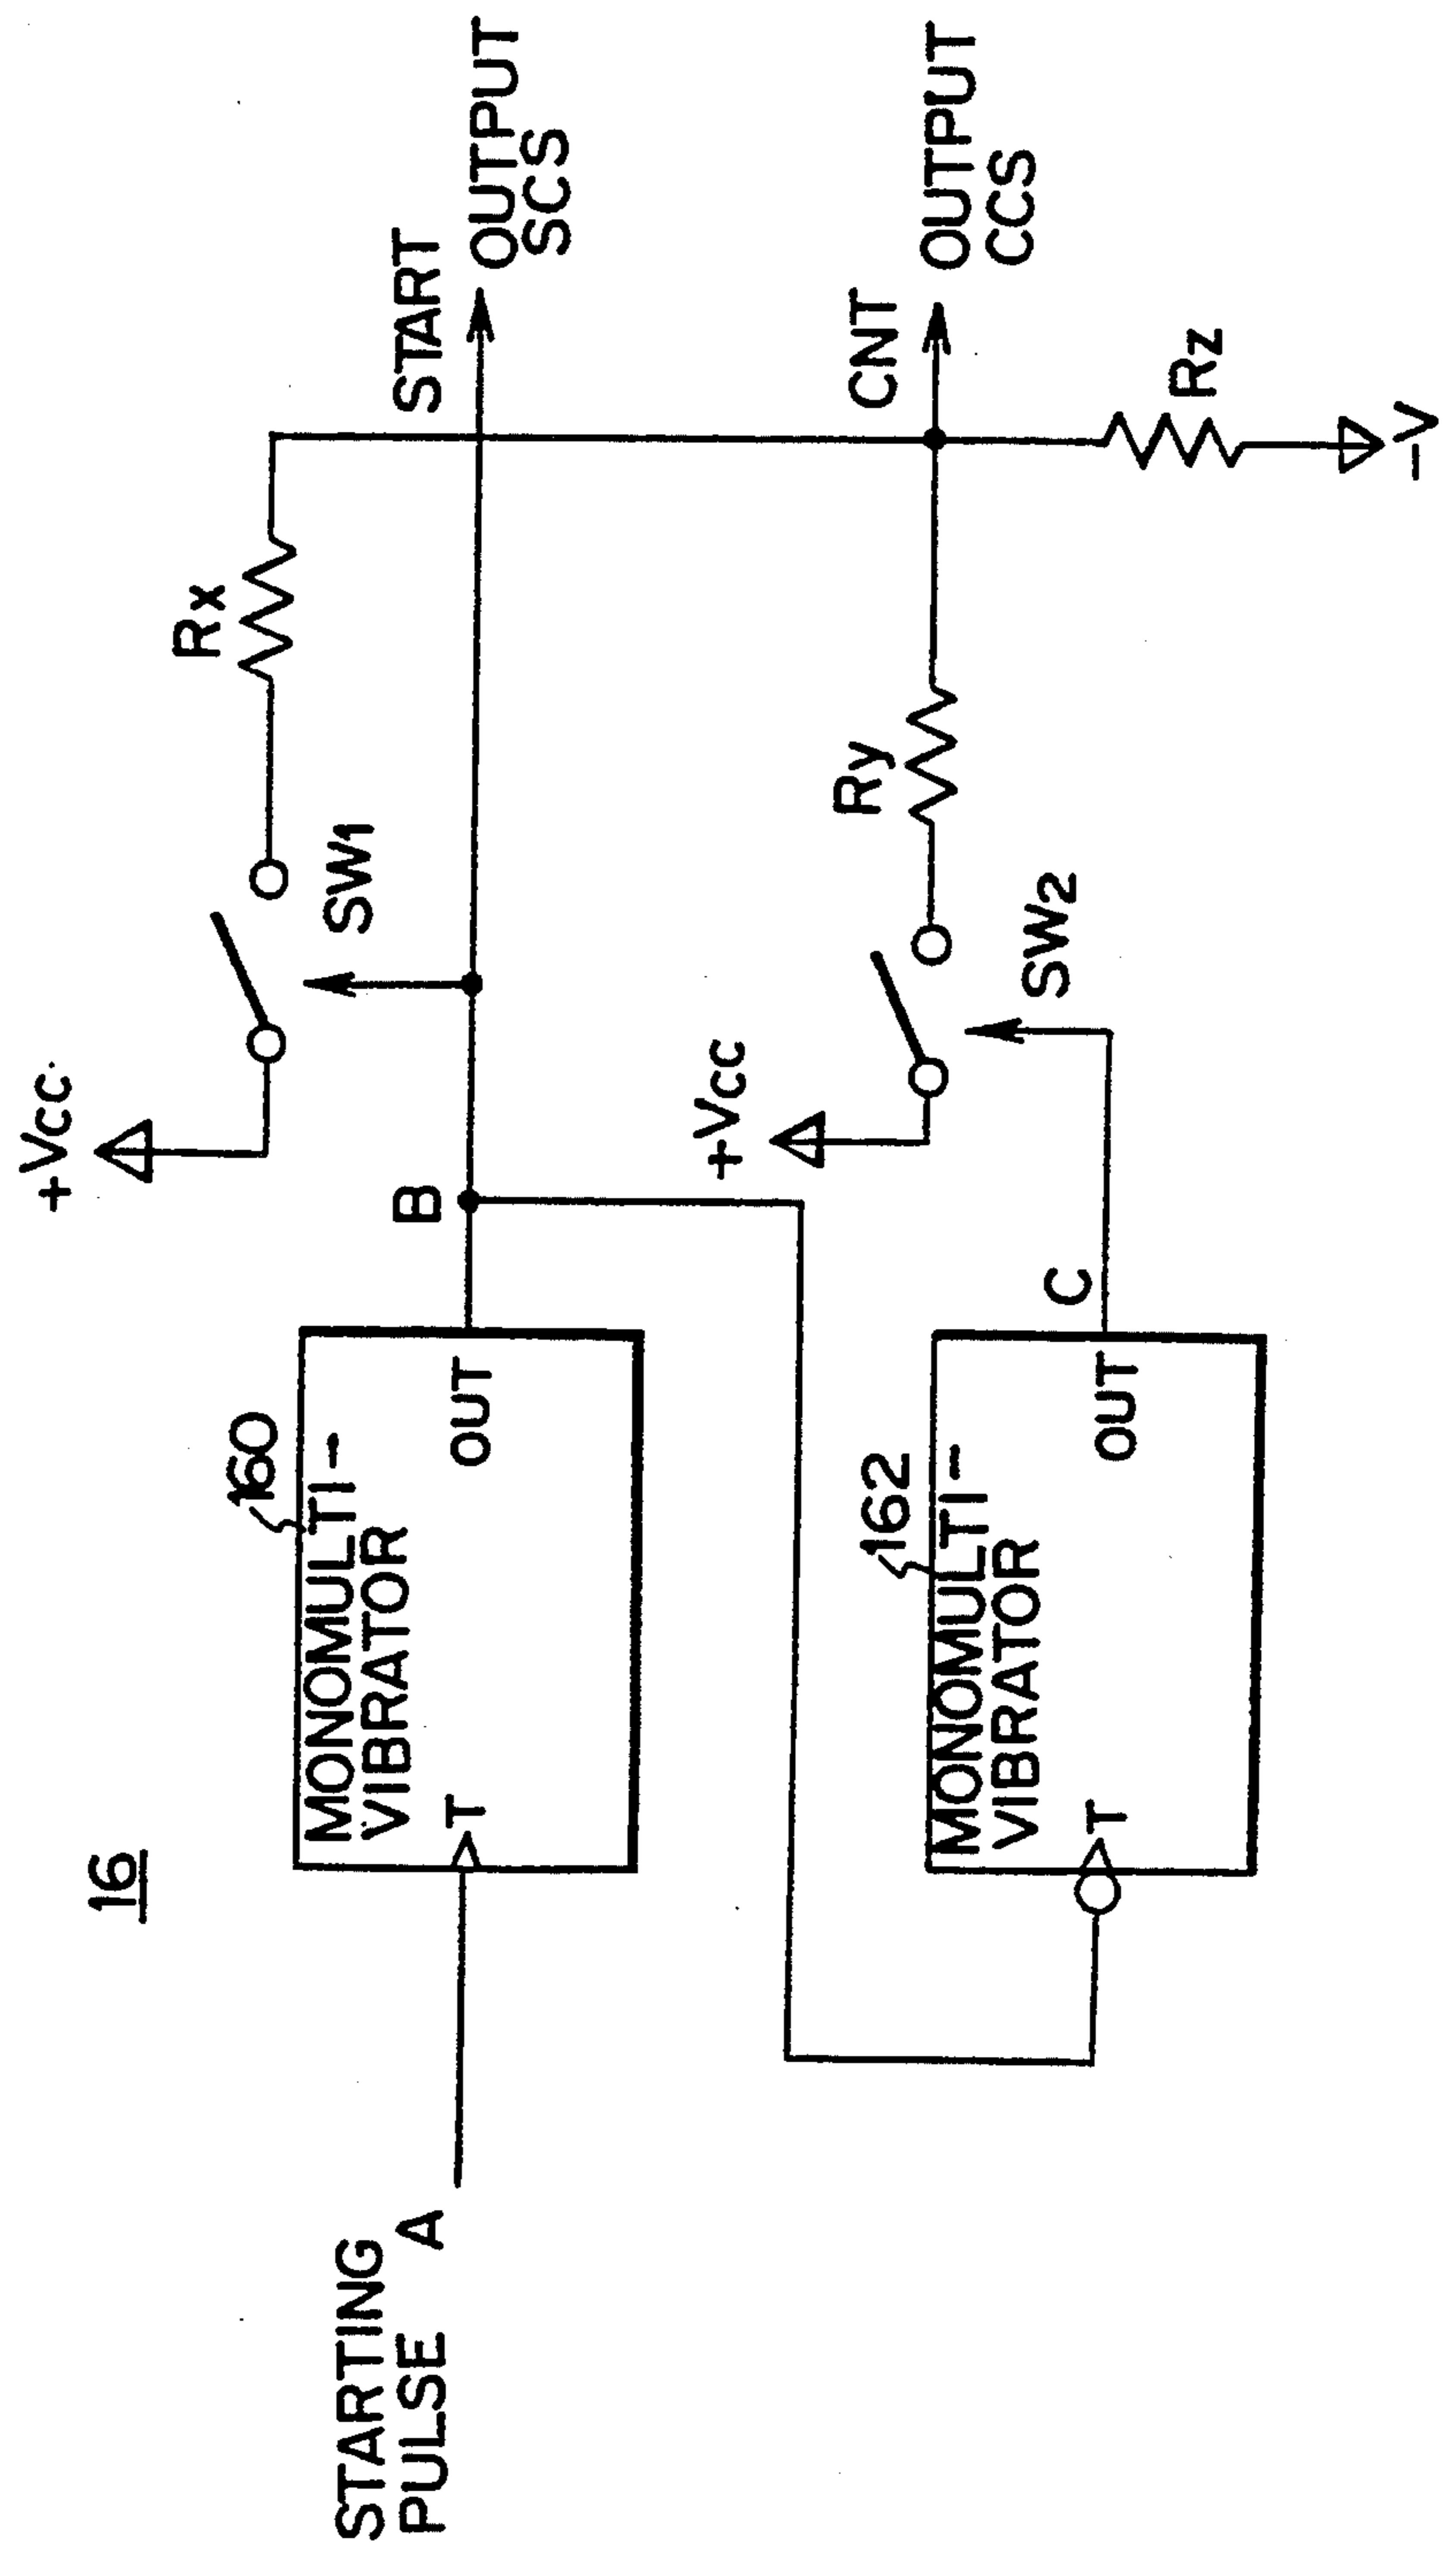 16
STARTING
PULSE A
160
MONOMULTI-
VIBRATOR
T
OUT
B
+Vcc
SW1
Rx
START
OUTPUT
SCS
162
MONOMULTI-
VIBRATOR
T
OUT
C
+Vcc
SW2
Ry
CNT
OUTPUT
CCS
Rz
-V